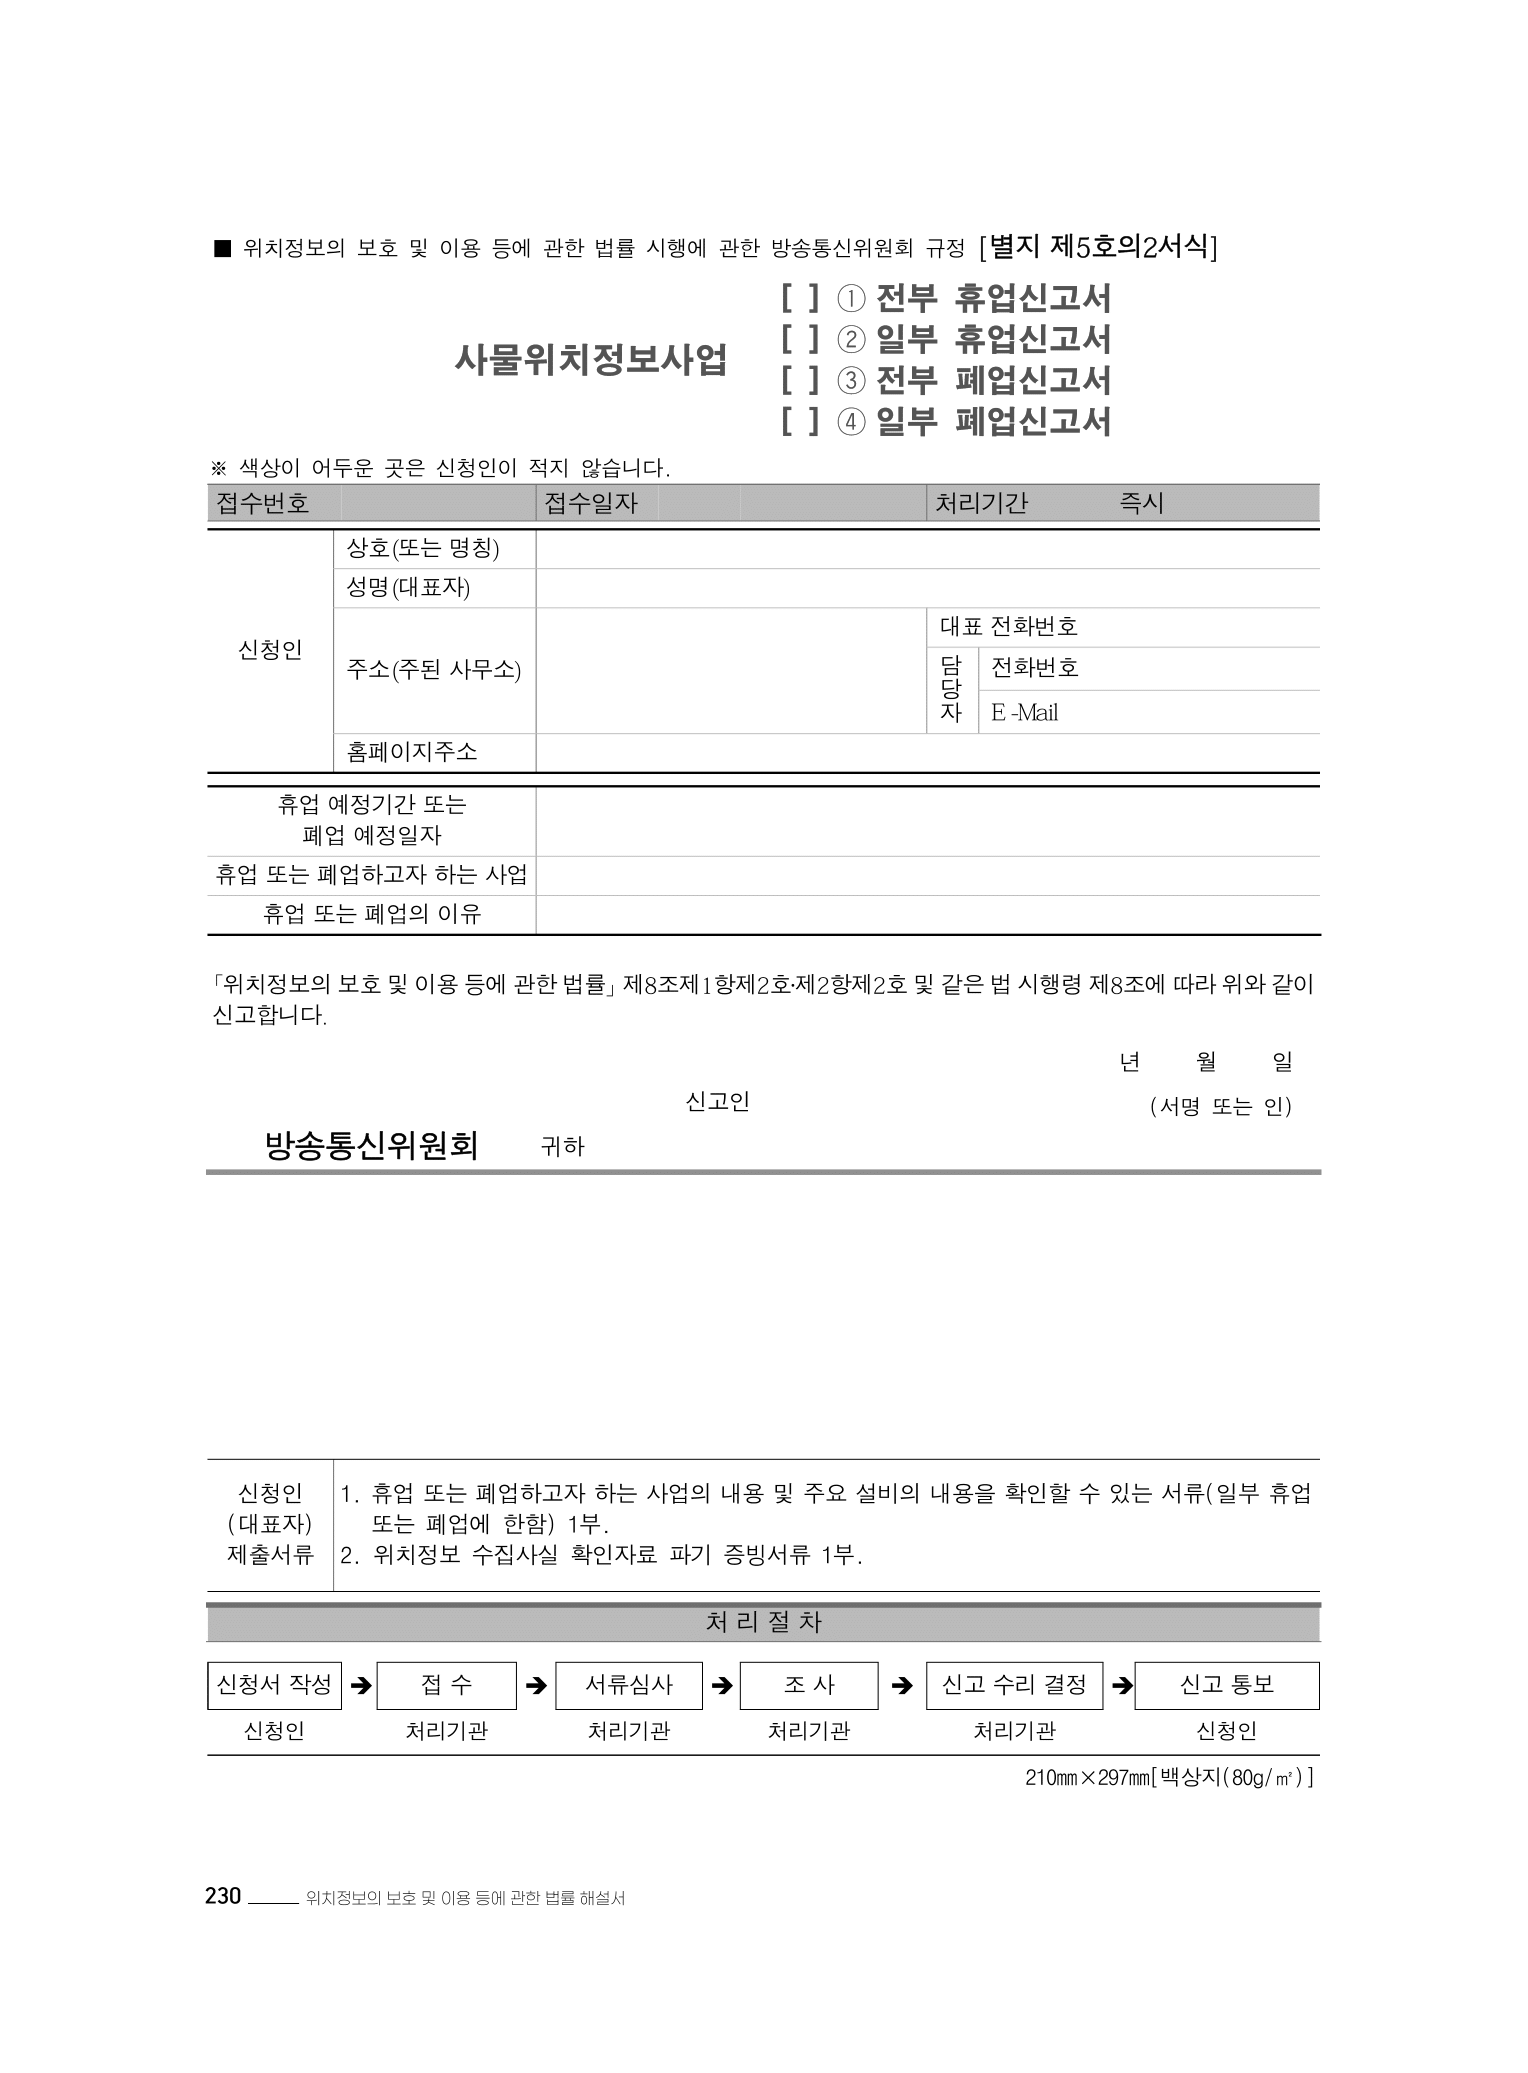 ■ 위치정보의 보호 및 이용 등에 관한 법률 시행에 관한 방송통신위원회 규정 [별지 제5호의2서식]
사물위치정보사업
[ ] ① 전부 휴업신고서
[ ] ② 일부 휴업신고서
[ ] ③ 전부 폐업신고서
[ ] ④ 일부 폐업신고서
※ 색상이 어두운 곳은 신청인이 적지 않습니다.
접수번호 접수일자 처리기간 즉시
신청인
상호(또는 명칭)
성명(대표자)
주소(주된 사무소)
대표 전화번호
담당자
전화번호
E-Mail
홈페이지주소
휴업 예정기간 또는
폐업 예정일자
휴업 또는 폐업하고자 하는 사업
휴업 또는 폐업의 이유
「위치정보의 보호 및 이용 등에 관한 법률」 제8조제1항제2호·제2항제2호 및 같은 법 시행령 제8조에 따라 위와 같이
신고합니다.
년 월 일
신고인 (서명 또는 인)
방송통신위원회 귀하
신청인
(대표자)
제출서류
1. 휴업 또는 폐업하고자 하는 사업의 내용 및 주요 설비의 내용을 확인할 수 있는 서류(일부 휴업
또는 폐업에 한함) 1부.
2. 위치정보 수집사실 확인자료 파기 증빙서류 1부.
처 리 절 차
신청서 작성 ➔ 접 수 ➔ 서류심사 ➔ 조 사 ➔ 신고 수리 결정 ➔ 신고 통보
신청인 처리기관 처리기관 처리기관 처리기관 신청인
210㎜×297㎜[백상지(80g/㎡)]
230 위치정보의 보호 및 이용 등에 관한 법률 해설서